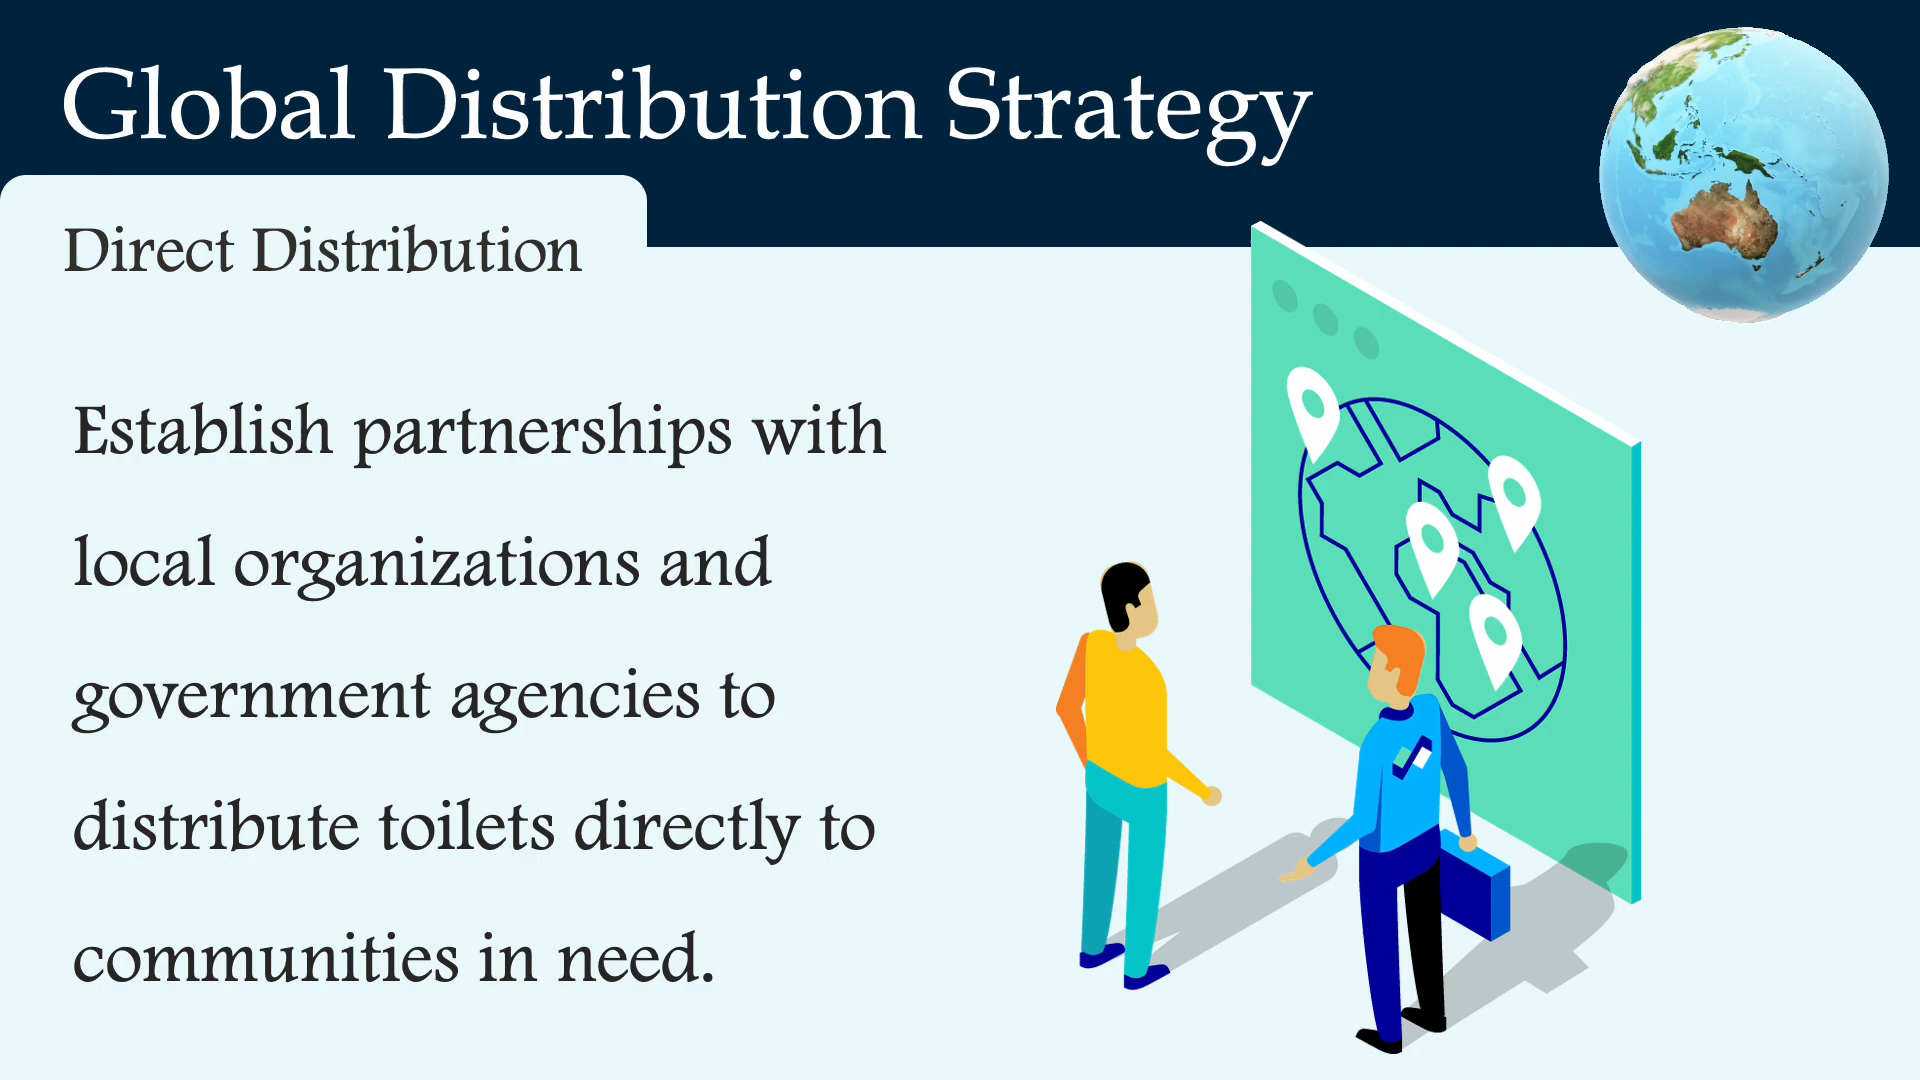 Global Distribution Strategy
Direct Distribution
Establish partnerships with
local organizations and
government agencies to
distribute toilets directly to
communities in need.